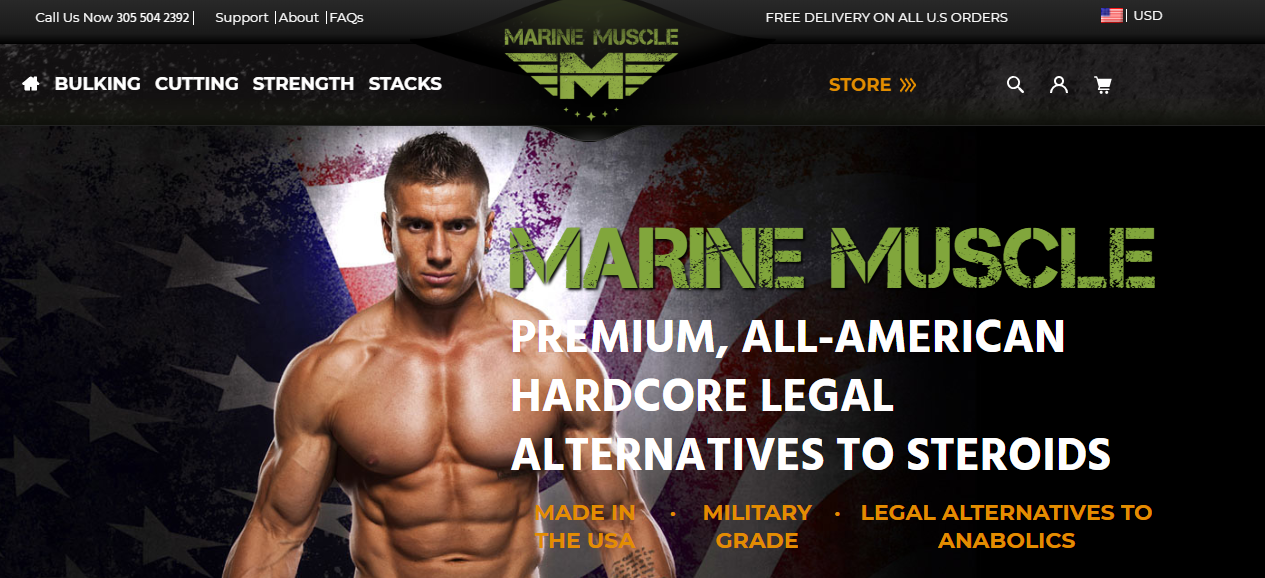 Call Us Now 305 504 2392 | Support | About | FAQs
FREE DELIVERY ON ALL U.S ORDERS
| USD
MARINE MUSCLE
M
BULKING CUTTING STRENGTH STACKS
STORE
MARINE MUSCLE
PREMIUM, ALL-AMERICAN
HARDCORE LEGAL
ALTERNATIVES TO STEROIDS
MADE IN • MILITARY • LEGAL ALTERNATIVES TO
THE USA GRADE ANABOLICS